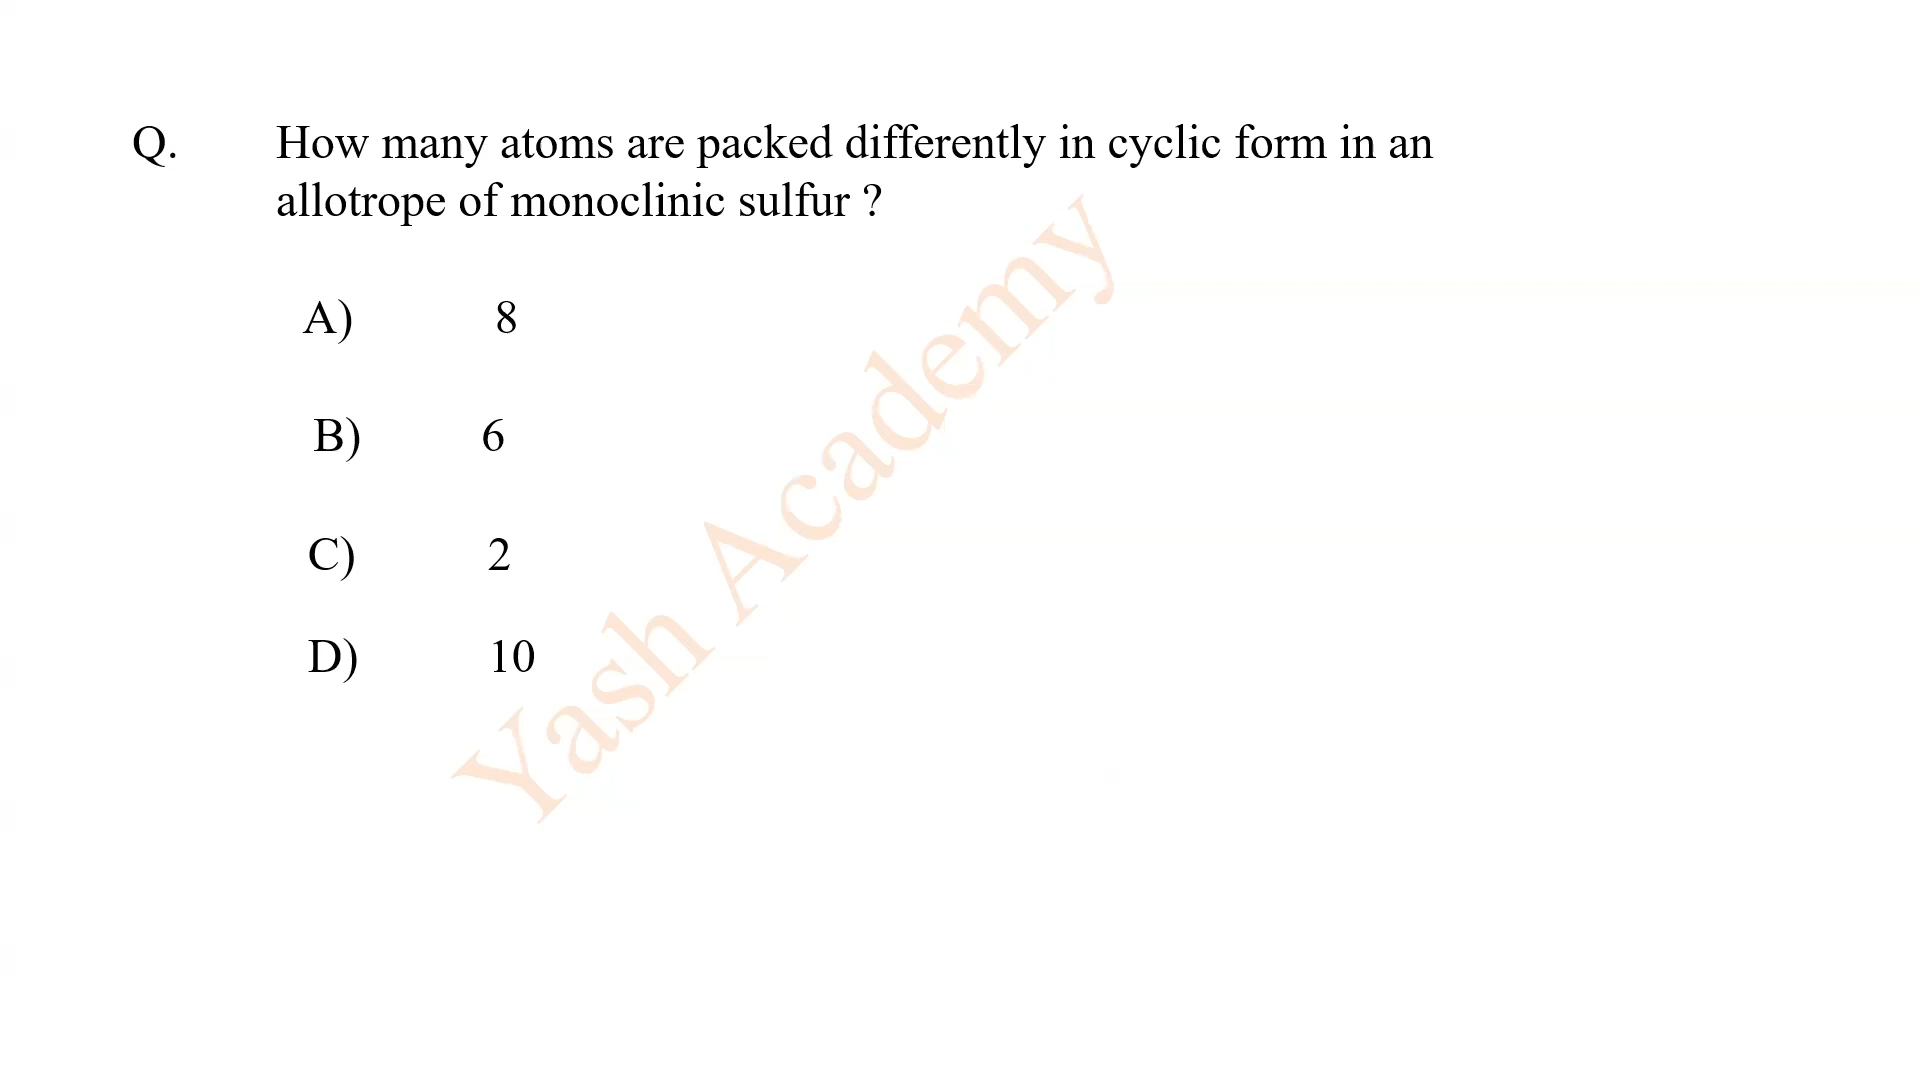 Q. How many atoms are packed differently in cyclic form in an
allotrope of monoclinic sulfur ?
A) 8
B) 6
C) 2
D) 10
Yash Academy